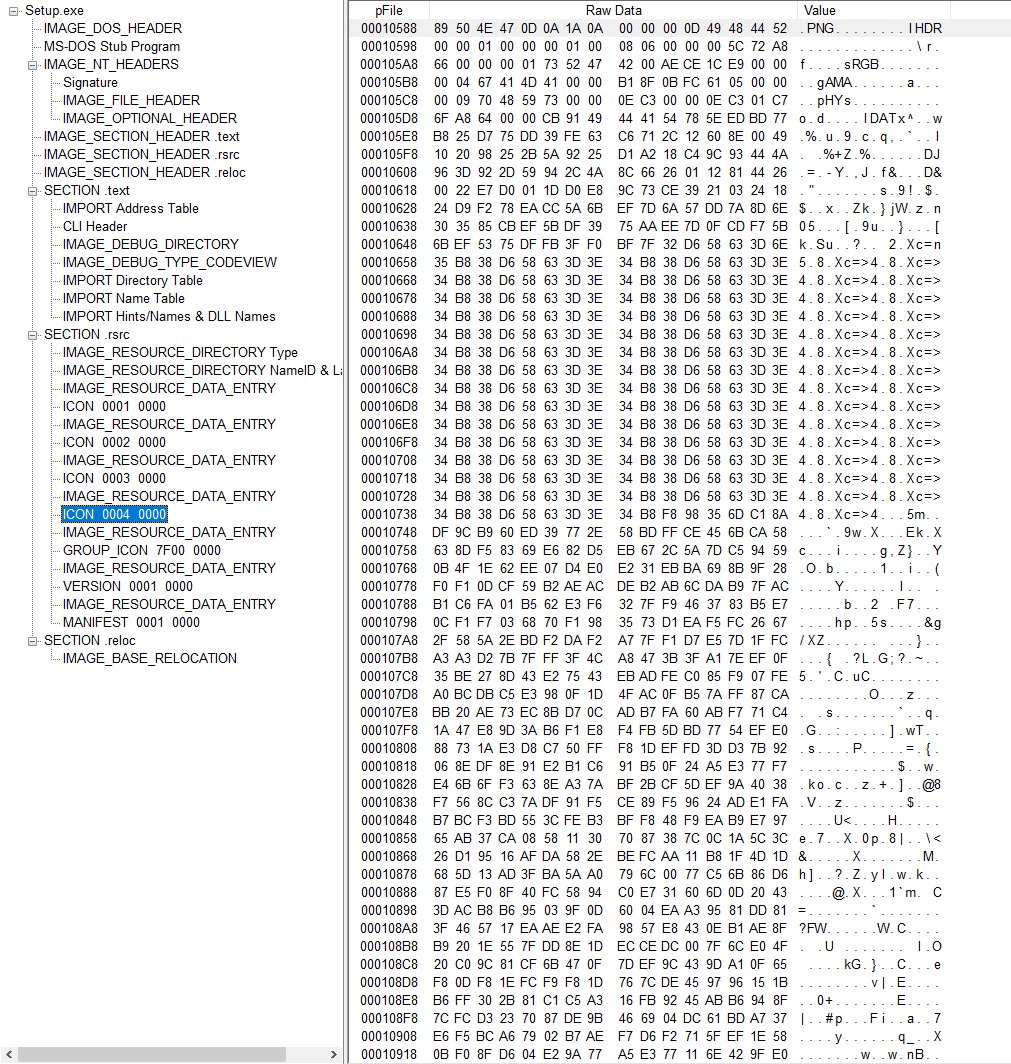 Setup.exe
IMAGE_DOS_HEADER
MS-DOS Stub Program
IMAGE_NT_HEADERS
Signature
IMAGE_FILE_HEADER
IMAGE_OPTIONAL_HEADER
IMAGE_SECTION_HEADER .text
IMAGE_SECTION_HEADER .rsrc
IMAGE_SECTION_HEADER .reloc
SECTION .text
IMPORT Address Table
CLI Header
IMAGE_DEBUG_DIRECTORY
IMAGE_DEBUG_TYPE_CODEVIEW
IMPORT Directory Table
IMPORT Name Table
IMPORT Hints/Names & DLL Names
SECTION .rsrc
IMAGE_RESOURCE_DIRECTORY Type
IMAGE_RESOURCE_DIRECTORY NameID & La
IMAGE_RESOURCE_DATA_ENTRY
ICON 0001 0000
IMAGE_RESOURCE_DATA_ENTRY
ICON 0002 0000
IMAGE_RESOURCE_DATA_ENTRY
ICON 0003 0000
IMAGE_RESOURCE_DATA_ENTRY
ICON 0004 0000
IMAGE_RESOURCE_DATA_ENTRY
GROUP_ICON 7F00 0000
IMAGE_RESOURCE_DATA_ENTRY
VERSION 0001 0000
IMAGE_RESOURCE_DATA_ENTRY
MANIFEST 0001 0000
SECTION .reloc
IMAGE_BASE_RELOCATION
pFile Raw Data Value
00010588 89 50 4E 47 0D 0A 1A 0A 00 00 00 0D 49 48 44 52 .PNG........IHDR
00010598 00 00 01 00 00 00 01 00 08 06 00 00 00 5C 72 A8 .............\r.
000105A8 66 00 00 00 01 73 52 47 42 00 AE CE 1C E9 00 00 f....sRGB.......
000105B8 00 04 67 41 4D 41 00 00 B1 8F 0B FC 61 05 00 00 ..gAMA......a...
000105C8 00 09 70 48 59 73 00 00 0E C3 00 00 0E C3 01 C7 ..pHYs..........
000105D8 6F A8 64 00 00 CB 91 49 44 41 54 78 5E ED BD 77 o.d....IDATx^..w
000105E8 B8 25 D7 75 DD 39 FE 63 C6 71 2C 12 60 8E 00 49 .%.u.9.c.q,.`..I
000105F8 10 20 98 25 2B 5A 92 25 D1 A2 18 C4 9C 93 44 4A . .%+Z.%......DJ
00010608 96 3D 92 2D 59 94 2C 4A 8C 66 26 01 12 81 44 26 .=.-Y.,J.f&...D&
00010618 00 22 E7 D0 01 1D D0 E8 9C 73 CE 39 21 03 24 18 .".......s.9!.$.
00010628 24 D9 F2 78 EA CC 5A 6B EF 7D 6A 57 DD 7A 8D 6E $..x..Zk.}jW.z.n
00010638 30 35 85 CB EF 5B DF 39 75 AA EE 7D 0F CD F7 5B 05...[.9u..}...[
00010648 6B EF 53 75 DF FB 3F F0 BF 7F 32 D6 58 63 3D 6E k.Su..?...2.Xc=n
00010658 35 B8 38 D6 58 63 3D 3E 34 B8 38 D6 58 63 3D 3E 5.8.Xc=>4.8.Xc=>
00010668 34 B8 38 D6 58 63 3D 3E 34 B8 38 D6 58 63 3D 3E 4.8.Xc=>4.8.Xc=>
00010678 34 B8 38 D6 58 63 3D 3E 34 B8 38 D6 58 63 3D 3E 4.8.Xc=>4.8.Xc=>
00010688 34 B8 38 D6 58 63 3D 3E 34 B8 38 D6 58 63 3D 3E 4.8.Xc=>4.8.Xc=>
00010698 34 B8 38 D6 58 63 3D 3E 34 B8 38 D6 58 63 3D 3E 4.8.Xc=>4.8.Xc=>
000106A8 34 B8 38 D6 58 63 3D 3E 34 B8 38 D6 58 63 3D 3E 4.8.Xc=>4.8.Xc=>
000106B8 34 B8 38 D6 58 63 3D 3E 34 B8 38 D6 58 63 3D 3E 4.8.Xc=>4.8.Xc=>
000106C8 34 B8 38 D6 58 63 3D 3E 34 B8 38 D6 58 63 3D 3E 4.8.Xc=>4.8.Xc=>
000106D8 34 B8 38 D6 58 63 3D 3E 34 B8 38 D6 58 63 3D 3E 4.8.Xc=>4.8.Xc=>
000106E8 34 B8 38 D6 58 63 3D 3E 34 B8 38 D6 58 63 3D 3E 4.8.Xc=>4.8.Xc=>
000106F8 34 B8 38 D6 58 63 3D 3E 34 B8 38 D6 58 63 3D 3E 4.8.Xc=>4.8.Xc=>
00010708 34 B8 38 D6 58 63 3D 3E 34 B8 38 D6 58 63 3D 3E 4.8.Xc=>4.8.Xc=>
00010718 34 B8 38 D6 58 63 3D 3E 34 B8 38 D6 58 63 3D 3E 4.8.Xc=>4.8.Xc=>
00010728 34 B8 38 D6 58 63 3D 3E 34 B8 38 D6 58 63 3D 3E 4.8.Xc=>4.8.Xc=>
00010738 34 B8 38 D6 58 63 3D 3E 34 B8 F8 98 35 6D C1 8A 4.8.Xc=>4...5m..
00010748 DF 9C B9 60 ED 39 77 2E 58 BD FF CE 45 6B CA 58 ...`.9w.X...Ek.X
00010758 63 8D F5 83 69 E6 82 D5 EB 67 2C 5A 7D C5 94 59 c...i....g,Z}..Y
00010768 0B 4F 1E 62 EE 07 D4 E0 E2 31 EB BA 69 8B 9F 28 .O.b.....1..i..(
00010778 F0 F1 0D CF 59 B2 AE AC DE B2 AB 6C DA B9 7F AC ....Y......l....
00010788 B1 C6 FA 01 B5 62 E3 F6 32 7F F9 46 37 83 B5 E7 .....b..2..F7...
00010798 0C F1 F7 03 68 70 F1 98 35 73 D1 EA F5 FC 26 67 ....hp..5s....&g
000107A8 2F 58 5A 2E BD F2 DA F2 A7 7F F1 D7 E5 7D 1F FC /XZ..........}..
000107B8 A3 A3 D2 7B 7F FF 3F 4C A8 47 3B 3F A1 7E EF 0F ...{..?L.G;?.~..
000107C8 35 BE 27 8D 43 E2 75 43 EB AD FE C0 85 F9 07 FE 5.'.C.uC........
000107D8 A0 BC DB C5 E3 98 0F 1D 4F AC 0F B5 7A FF 87 CA ........O...z...
000107E8 BB 20 AE 73 EC 8B D7 0C AD B7 FA 60 AB F7 71 C4 . .s.......`..q.
000107F8 1A 47 E8 9D 3A B6 F1 E8 F4 FB 5D BD 77 54 EF E0 .G..:.....].wT..
00010808 88 73 1A E3 D8 C7 50 FF F8 1D EF FD 3D D3 7B 92 .s....P.....=.{.
00010818 06 8E DF 8E 91 E2 B1 C6 91 B5 0F 24 A5 E3 77 F7 ...........$..w.
00010828 E4 6B 6F F3 63 8E A3 7A BF 2B CF 5D EF 9A 40 38 .ko.c..z.+.]..@8
00010838 F7 56 8C C3 7A DF 91 F5 CE 89 F5 96 24 AD E1 FA .V..z.......$...
00010848 B7 BC F3 BD 55 3C FE B3 BF F8 48 F9 EA B9 E7 97 ....U<....H.....
00010858 65 AB 37 CA 08 58 11 30 70 87 38 7C 0C 1A 5C 3C e.7..X.0p.8|..\<
00010868 26 D1 95 16 AF DA 58 2E BE FC AA 11 B8 1F 4D 1D &.....X.......M.
00010878 68 5D 13 AD 3F BA 5A A0 79 6C 00 77 C5 6B 86 D6 h]..?.Z.yl.w.k..
00010888 87 E5 F0 8F 40 FC 58 94 C0 E7 31 60 6D 0D 20 43 ....@.X...1`m. C
00010898 3D AC B8 B6 95 03 9F 0D 60 04 EA A3 95 81 DD 81 =.......`.......
000108A8 3F 46 57 17 EA AE E2 FA 98 57 E8 43 0E B1 AE 8F ?FW......W.C....
000108B8 B9 20 1E 55 7F DD 8E 1D EC CE DC 00 7F 6C E0 4F . .U.........l.O
000108C8 20 C0 9C 81 CF 6B 47 0F 7D EF 9C 43 9D A1 0F 65 ....kG.}..C...e
000108D8 F8 0D F8 1E FC F9 F8 1D 76 7C DE 45 97 96 15 1B ........v|.E....
000108E8 B6 FF 30 2B 81 C1 C5 A3 16 FB 92 45 AB B6 94 8F ..0+.......E....
000108F8 7C FC D3 23 70 87 DE 9B 46 69 04 DC 61 BD A7 37 |..#p...Fi..a..7
00010908 E6 F5 BC A6 79 02 B7 AE F7 D6 F2 71 5F EF 1E 58 ....y......q_..X
00010918 0B F0 8F D6 04 E2 9A 77 A5 E3 77 11 6E 42 9F E0 .......w..w.nB..